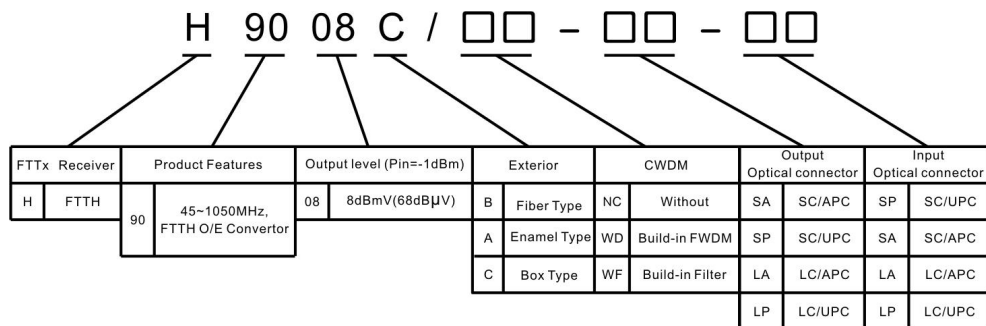 H 90 08 C / □□ – □□ – □□
FTTx Receiver
Product Features
Output level (Pin=-1dBm)
Exterior
CWDM
Output
Optical connector
Input
Optical connector
H FTTH
90
45~1050MHz,
FTTH O/E Convertor
08 8dBmV(68dBμV)
B Fiber Type
NC Without
SA SC/APC
SP SC/UPC
A Enamel Type
WD Build-in FWDM
SP SC/UPC
SA SC/APC
C Box Type
WF Build-in Filter
LA LC/APC
LA LC/APC
LP LC/UPC
LP LC/UPC